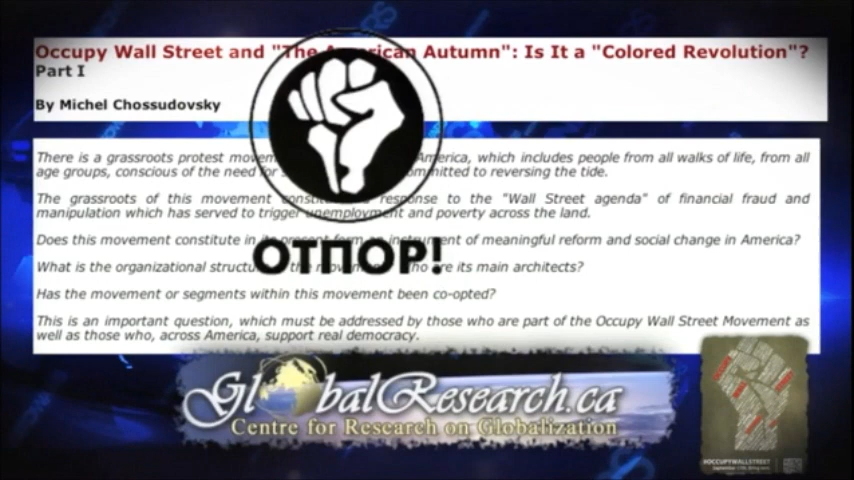 Occupy Wall Street and "The American Autumn": Is It a "Colored Revolution"?
Part I
By Michel Chossudovsky
There is a grassroots protest America, which includes people from all walks of life, from all
age groups, conscious of the need for committed to reversing the tide.
The grassroots of this movement response to the "Wall Street agenda" of financial fraud and
manipulation which has served to trigger unemployment and poverty across the land.
Does this movement constitute in its present form an instrument of meaningful reform and social change in America?
What is the organizational structure the are its main architects?
Has the movement or segments within this movement been co-opted?
This is an important question, which must be addressed by those who are part of the Occupy Wall Street Movement as
well as those who, across America, support real democracy.
ОТПОР!
GlobalResearch.ca
Centre for Research on Globalization
#OCCUPYWALLSTREET